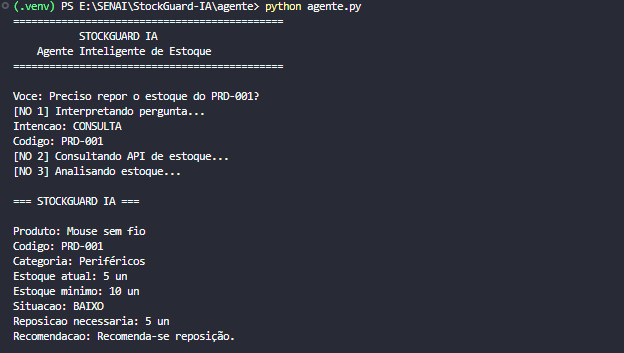 (.venv) PS E:\SENAI\StockGuard-IA\agente> python agente.py
=============================================
STOCKGUARD IA
Agente Inteligente de Estoque
=============================================
Voce: Preciso repor o estoque do PRD-001?
[NO 1] Interpretando pergunta...
Intencao: CONSULTA
Codigo: PRD-001
[NO 2] Consultando API de estoque...
[NO 3] Analisando estoque...
=== STOCKGUARD IA ===
Produto: Mouse sem fio
Codigo: PRD-001
Categoria: Periféricos
Estoque atual: 5 un
Estoque minimo: 10 un
Situacao: BAIXO
Reposicao necessaria: 5 un
Recomendacao: Recomenda-se reposição.